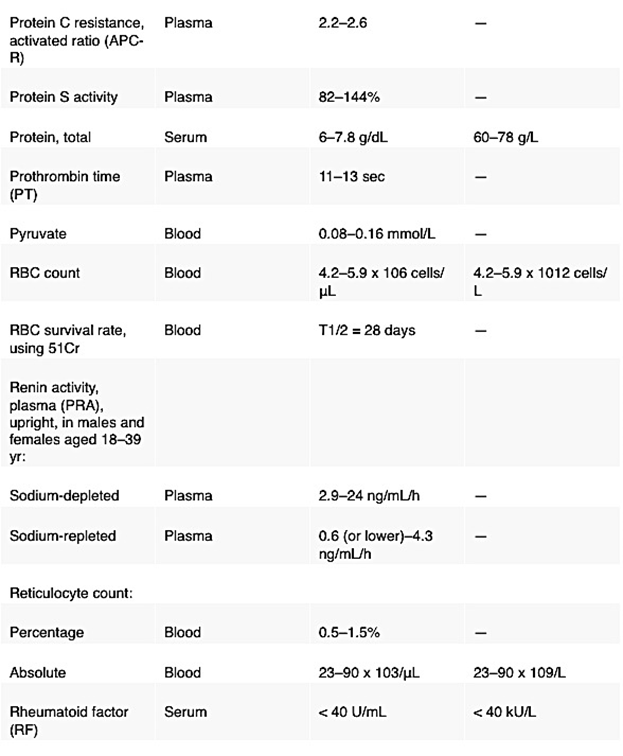 Protein C resistance, Plasma 2.2–2.6 —
activated ratio (APC-
R)
Protein S activity Plasma 82–144% —
Protein, total Serum 6–7.8 g/dL 60–78 g/L
Prothrombin time Plasma 11–13 sec —
(PT)
Pyruvate Blood 0.08–0.16 mmol/L —
RBC count Blood 4.2–5.9 x 106 cells/ 4.2–5.9 x 1012 cells/
µL L
RBC survival rate, Blood T1/2 = 28 days —
using 51Cr
Renin activity,
plasma (PRA),
upright, in males and
females aged 18–39
yr:
Sodium-depleted Plasma 2.9–24 ng/mL/h —
Sodium-repleted Plasma 0.6 (or lower)–4.3 —
ng/mL/h
Reticulocyte count:
Percentage Blood 0.5–1.5% —
Absolute Blood 23–90 x 103/µL 23–90 x 109/L
Rheumatoid factor Serum < 40 U/mL < 40 kU/L
(RF)